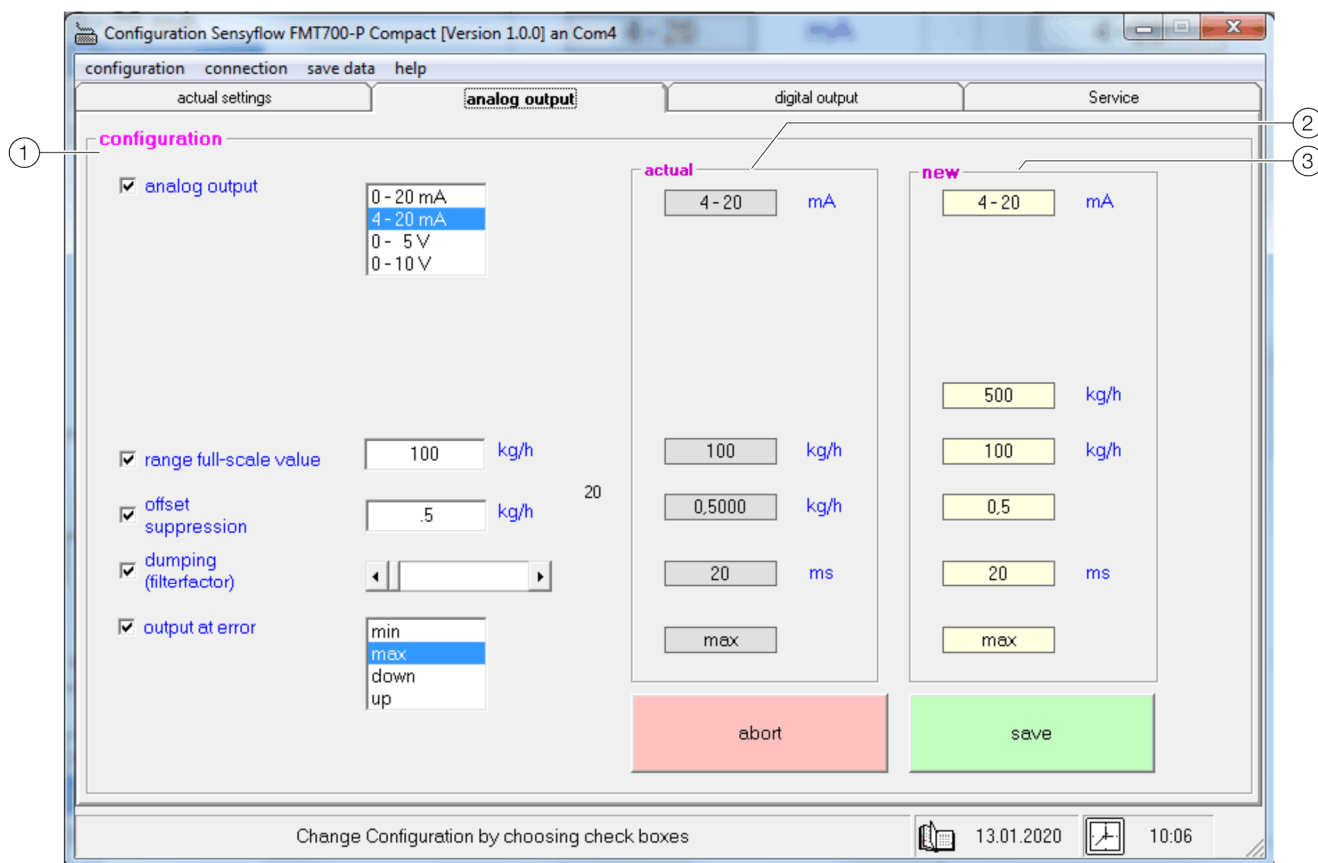 Configuration Sensyflow FMT700-P Compact [Version 1.0.0] an Com4
configuration connection save data help
actual settings analog output digital output Service
configuration
1
2
3
analog output
0 - 20 mA
4 - 20 mA
0 - 5 V
0 - 10 V
actual
4 - 20 mA
new
4 - 20 mA
500 kg/h
range full-scale value 100 kg/h
100 kg/h
100 kg/h
offset
suppression
.5 kg/h
20
0,5000 kg/h
0,5
dumping
(filterfactor)
20 ms
20 ms
output at error
min
max
down
up
max
max
abort
save
Change Configuration by choosing check boxes
13.01.2020
10:06